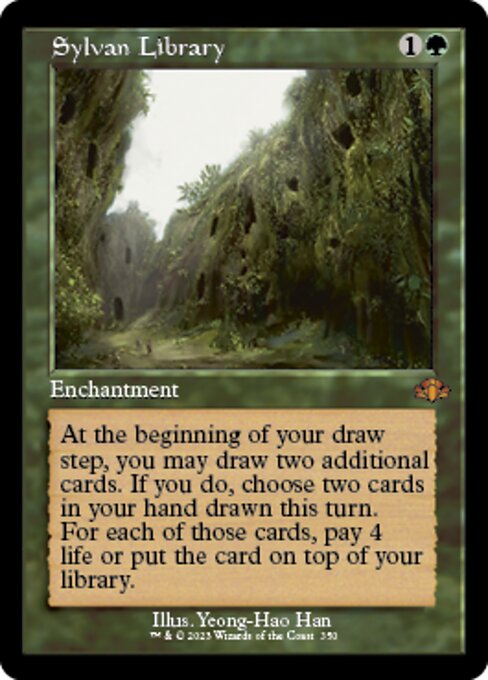 Sylvan Library 1
Enchantment
At the beginning of your draw
step, you may draw two additional
cards. If you do, choose two cards
in your hand drawn this turn.
For each of those cards, pay 4
life or put the card on top of your
library.
Illus. Yeong-Hao Han
™ & © 2023 Wizards of the Coast 350